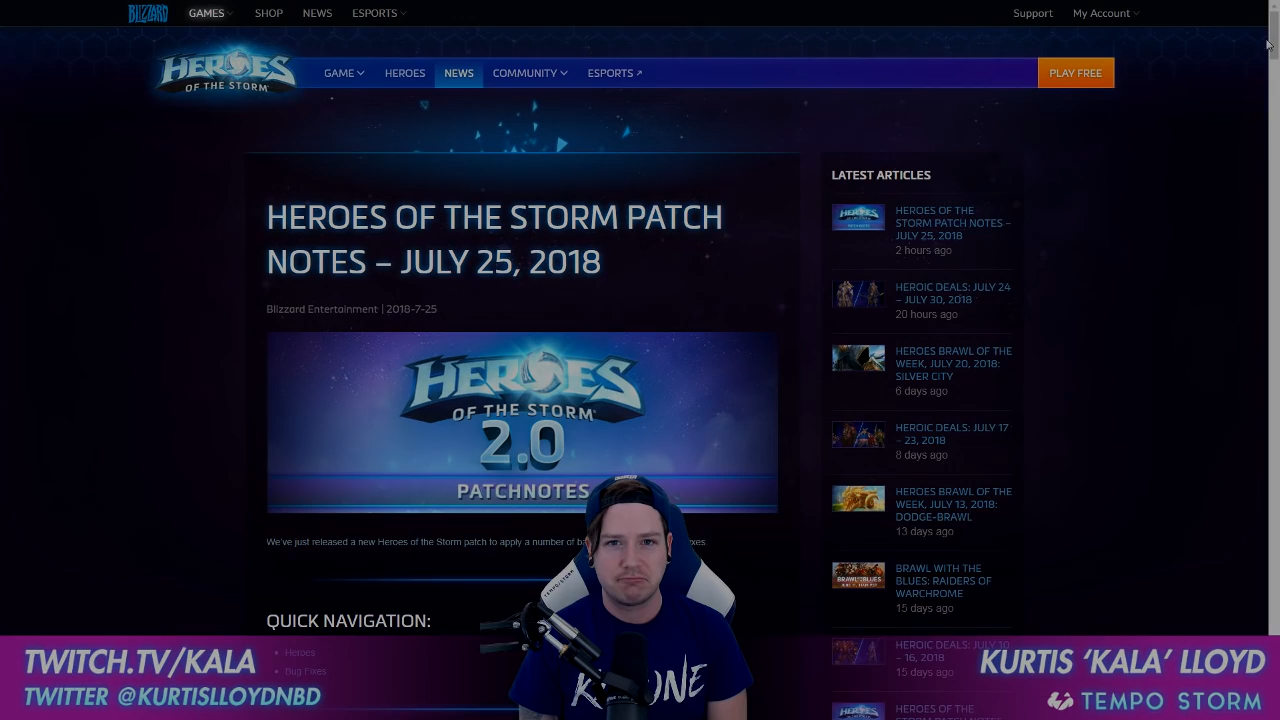 BLIZZARD GAMES SHOP NEWS ESPORTS Support My Account
HEROES OF THE STORM
GAME HEROES NEWS COMMUNITY ESPORTS PLAY FREE
HEROES OF THE STORM PATCH
NOTES – JULY 25, 2018
Blizzard Entertainment | 2018-7-25
HEROES
OF THE STORM
2.0
PATCHNOTES
We've just released a new Heroes of the Storm patch to apply a number of
QUICK NAVIGATION:
Heroes
Bug Fixes
LATEST ARTICLES
HEROES OF THE
STORM PATCH NOTES –
JULY 25, 2018
2 hours ago
HEROIC DEALS: JULY 24
– JULY 30, 2018
20 hours ago
HEROES BRAWL OF THE
WEEK, JULY 20, 2018:
SILVER CITY
6 days ago
HEROIC DEALS: JULY 17
– 23, 2018
8 days ago
HEROES BRAWL OF THE
WEEK, JULY 13, 2018:
DODGE-BRAWL
13 days ago
BRAWL WITH THE
BLUES: RAIDERS OF
WARCHROME
15 days ago
HEROIC DEALS: JULY 10
– 16, 2018
15 days ago
HEROES OF THE
TWITCH.TV/KALA
TWITTER @KURTISLLOYDNBD
KURTIS 'KALA' LLOYD
TEMPO STORM